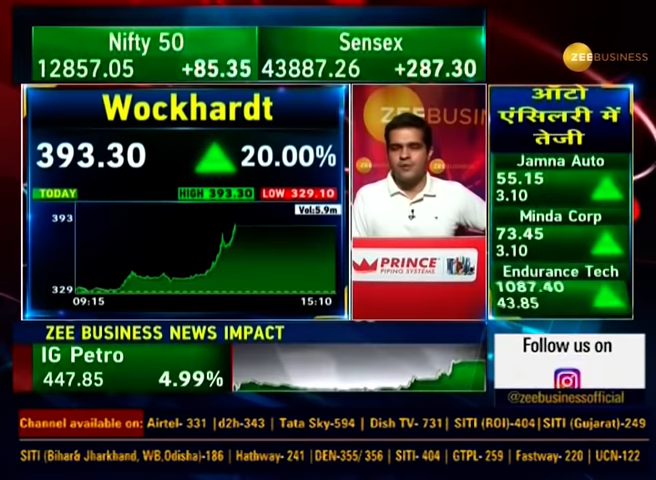 Nifty 50
12857.05 +85.35
Sensex
43887.26 +287.30
ZEE BUSINESS
Wockhardt
393.30 20.00%
TODAY HIGH 393.30 LOW 329.10
Vol:5.9m
393
329
09:15 15:10
ZEE BUSIN
PRINCE
PIPING SYSTEMS
ऑटो
एंसिलरी में
तेजी
Jamna Auto
55.15
3.10
Minda Corp
73.45
3.10
Endurance Tech
1087.40
43.85
ZEE BUSINESS NEWS IMPACT
IG Petro
447.85 4.99%
Follow us on
@zeebusinessofficial
Channel available on: Airtel- 331 |d2h-343 | Tata Sky-594 | Dish TV- 731| SITI (ROI)-404|SITI (Gujarat)-249
SITI (Bihar& Jharkhand, WB,Odisha)-186 | Hathway- 241 |DEN-355/ 356 | SITI- 404 | GTPL- 259 | Fastway- 220 | UCN-122